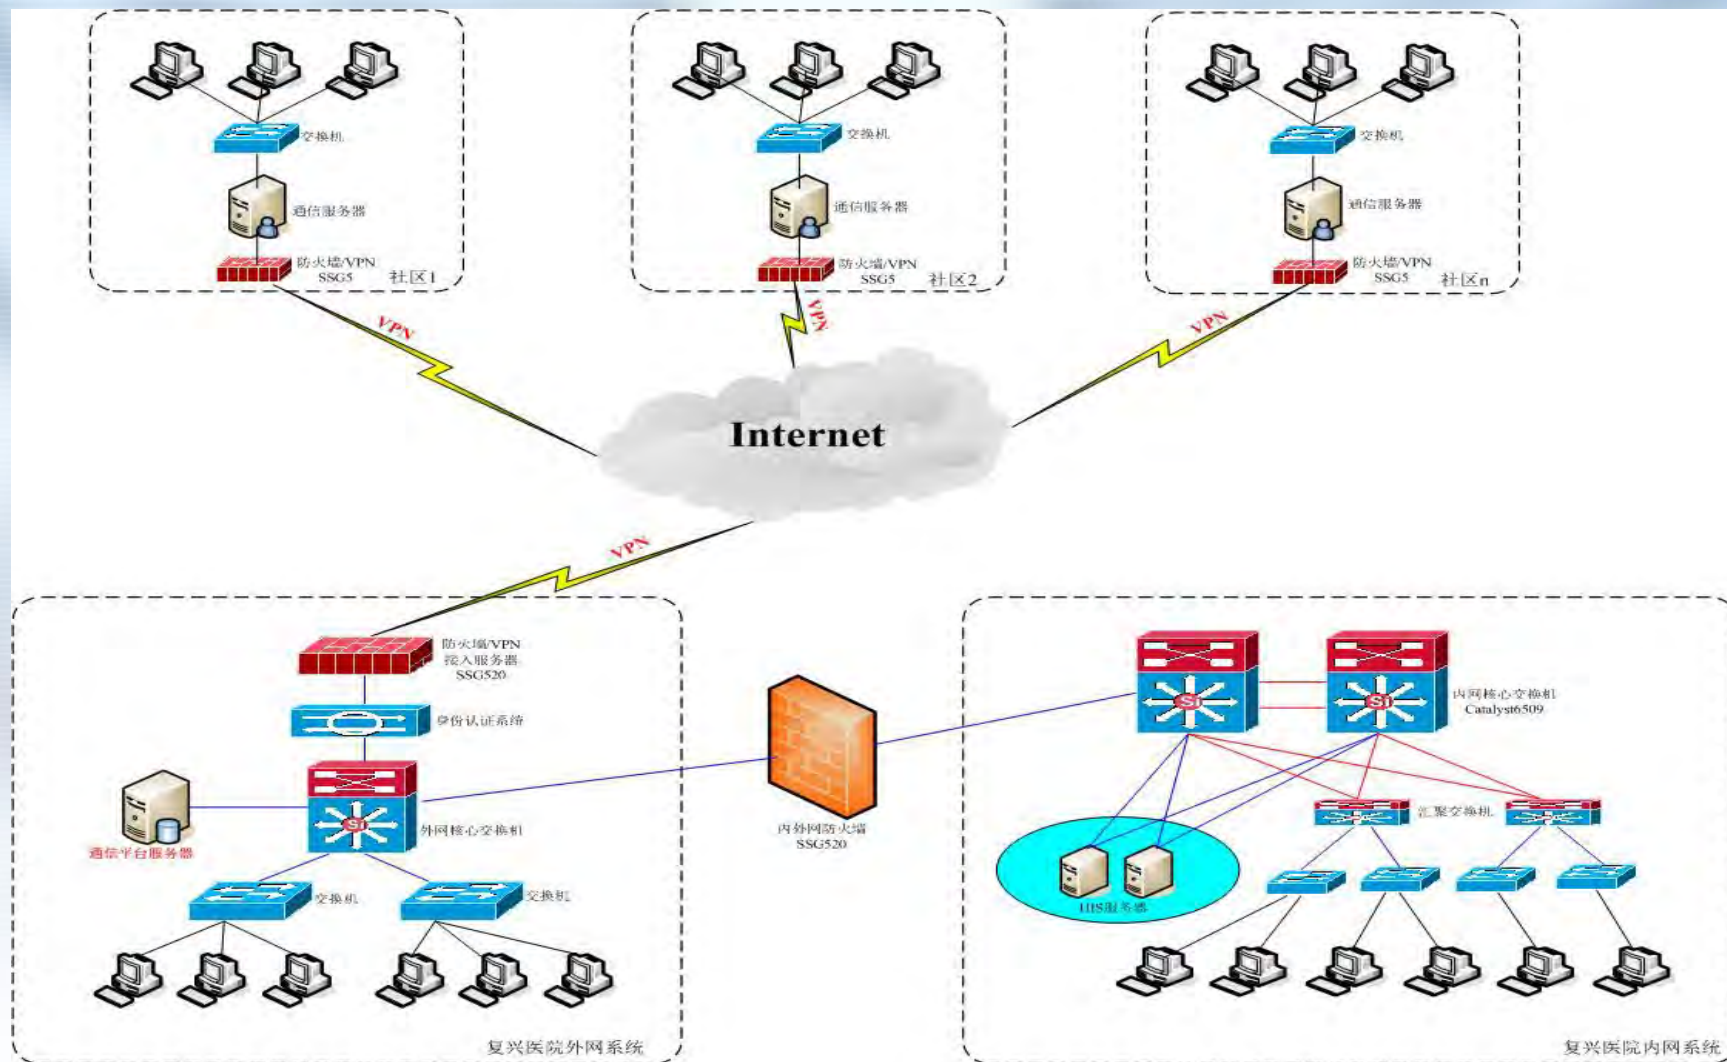 交换机
交换机
交换机
通信服务器
通信服务器
通信服务器
防火墙/VPN
SSG5
社区1
防火墙/VPN
SSG5
社区2
防火墙/VPN
SSG5
社区n
VPN
VPN
VPN
Internet
VPN
防火墙/VPN
接入服务器
SSG520
身份认证系统
外网核心交换机
通信平台服务器
交换机
交换机
复兴医院外网系统
内外网防火墙
SSG520
Si
Si
Si
内网核心交换机
Catalyst6509
汇聚交换机
HIS服务器
复兴医院内网系统